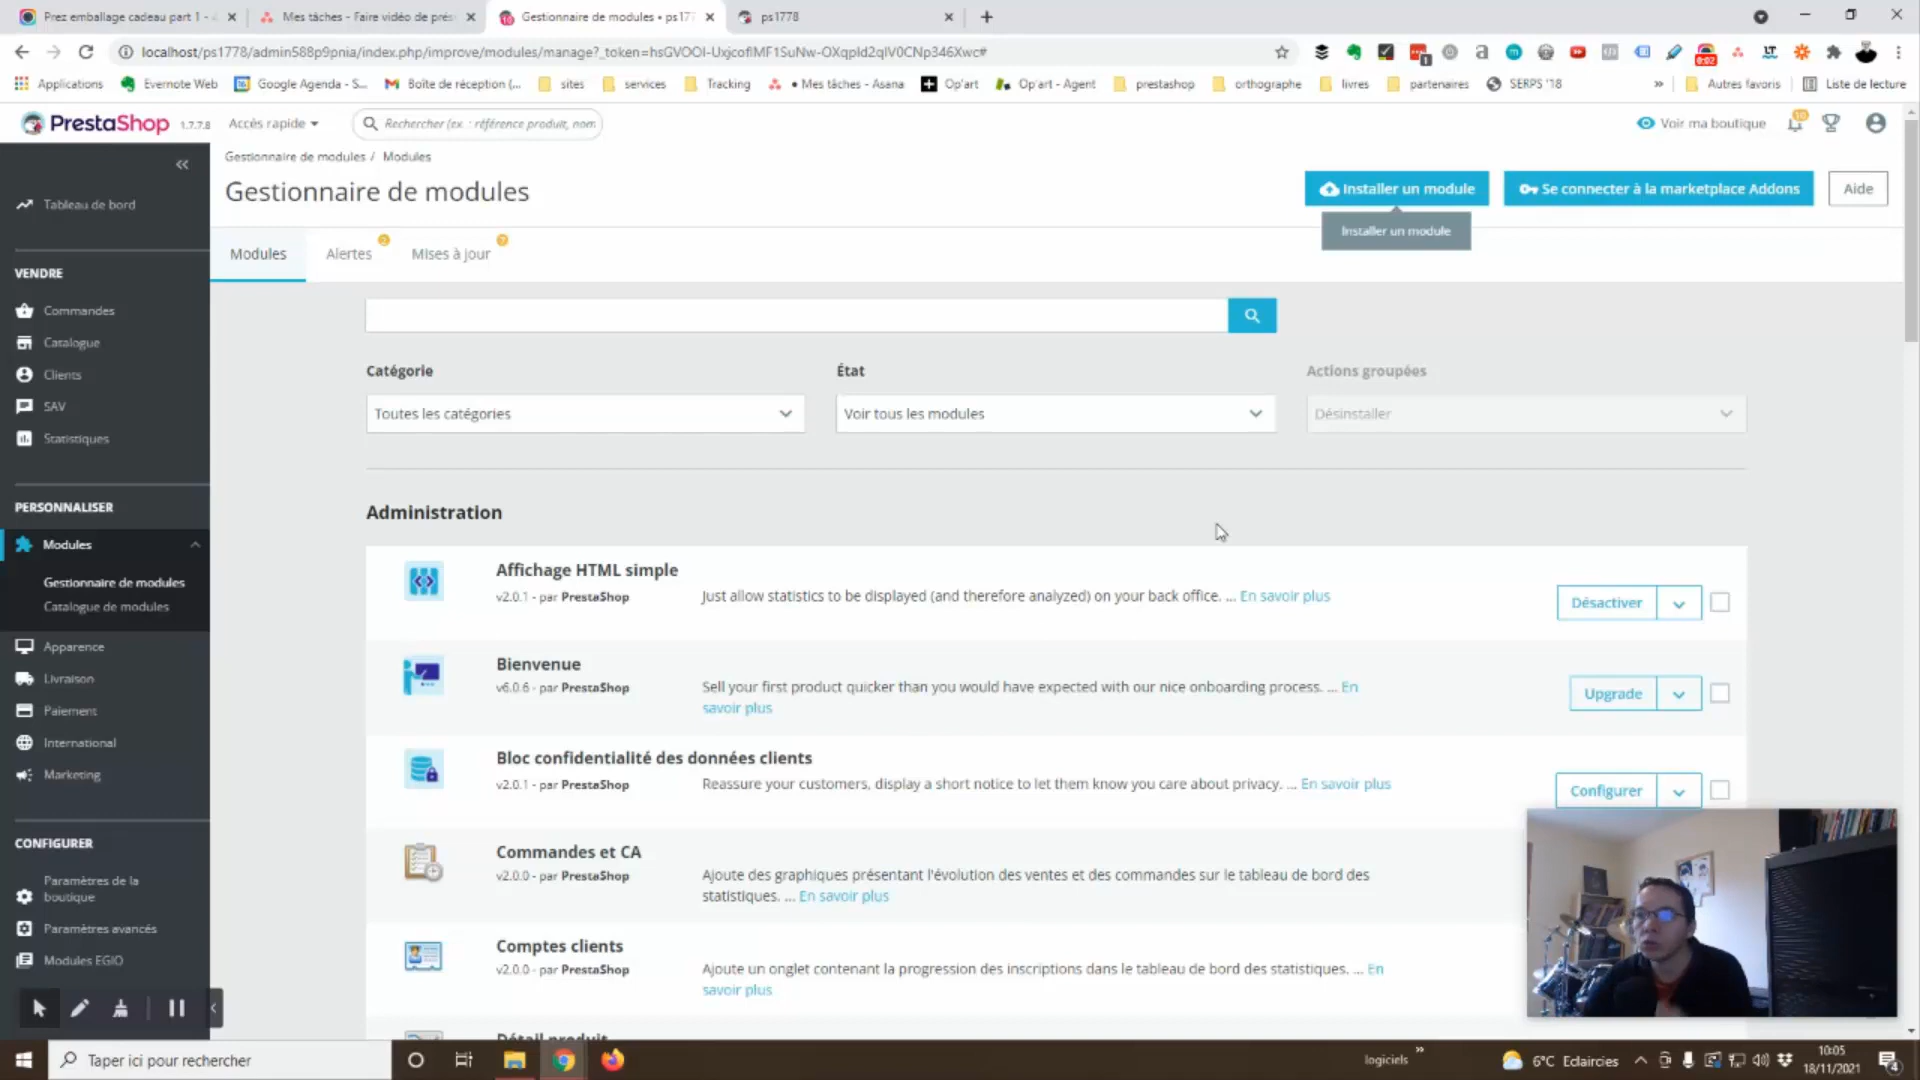 Prez emballage cadeau part 1 -
Mes tâches - Faire vidéo de prés
Gestionnaire de modules • ps177
ps1778
localhost/ps1778/admin588p9pnia/index.php/improve/modules/manage?_token=hsGVOOI-UxjcoflMF1SuNw-OXqpId2qIV0CNp346Xwc#
1
0:02
Applications
Evernote Web
Google Agenda - S...
Boîte de réception (...
sites
services
Tracking
• Mes tâches - Asana
Op'art
Op'art - Agent
prestashop
orthographe
livres
partenaires
SERPS '18
»
Autres favoris
Liste de lecture
PrestaShop 1.7.7.8
Accès rapide
Rechercher (ex. : référence produit, nom
Voir ma boutique
10
Gestionnaire de modules / Modules
Gestionnaire de modules
Installer un module
Se connecter à la marketplace Addons
Aide
Installer un module
Modules
Alertes 2
Mises à jour 7
Tableau de bord
VENDRE
Commandes
Catalogue
Clients
SAV
Statistiques
PERSONNALISER
Modules
Gestionnaire de modules
Catalogue de modules
Apparence
Livraison
Paiement
International
Marketing
CONFIGURER
Paramètres de la
boutique
Paramètres avancés
Modules EGIO
Catégorie
État
Actions groupées
Toutes les catégories
Voir tous les modules
Désinstaller
Administration
Affichage HTML simple
v2.0.1 - par PrestaShop
Just allow statistics to be displayed (and therefore analyzed) on your back office. ... En savoir plus
Désactiver
Bienvenue
v6.0.6 - par PrestaShop
Sell your first product quicker than you would have expected with our nice onboarding process. ... En
savoir plus
Upgrade
Bloc confidentialité des données clients
v2.0.1 - par PrestaShop
Reassure your customers, display a short notice to let them know you care about privacy. ... En savoir plus
Configurer
Commandes et CA
v2.0.0 - par PrestaShop
Ajoute des graphiques présentant l'évolution des ventes et des commandes sur le tableau de bord des
statistiques. ... En savoir plus
Comptes clients
v2.0.0 - par PrestaShop
Ajoute un onglet contenant la progression des inscriptions dans le tableau de bord des statistiques. ... En
savoir plus
Détail produit
Taper ici pour rechercher
logiciels
»
6°C Eclaircies
10:05
18/11/2021
4